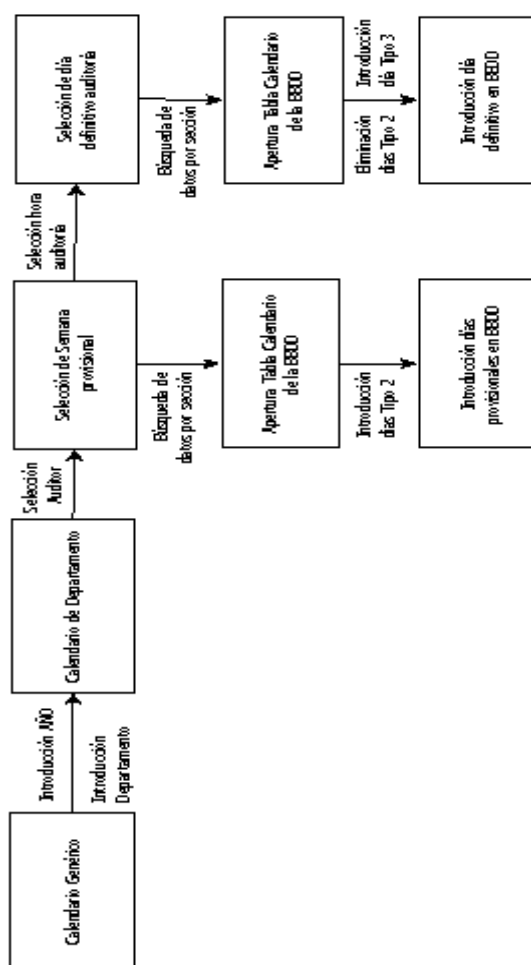 Calendario Genérico
Introducción AÑO
Introducción
Departamento
Calendario de Departamento
Selección
Auditor
Selección de Semana
provisional
Selección hora
auditoría
Selección de día
definitivo auditoría
Búsqueda de
datos por sección
Apertura Tabla Calendario
de la BBDD
Introducción
dias Tipo 2
Introducción días
provisionales en BBDD
Búsqueda de
datos por sección
Apertura Tabla Calendario
de la BBDD
Eliminación
dias Tipo 2
Introducción
día Tipo 3
Introducción día
definitivo en BBDD